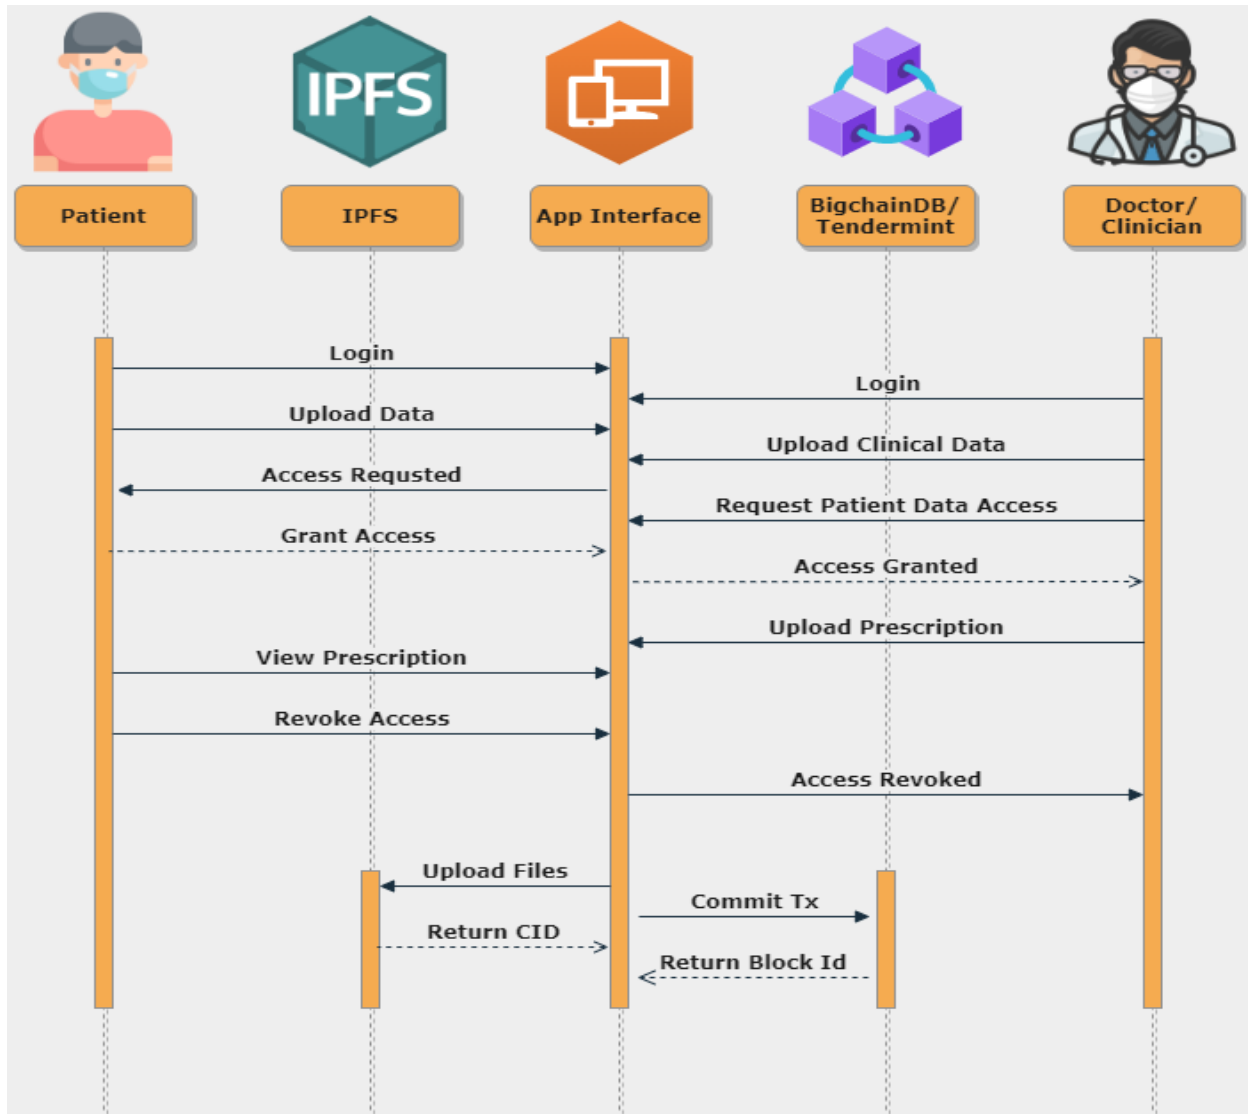 IPFS
Patient
IPFS
App Interface
BigchainDB/
Tendermint
Doctor/
Clinician
Login
Login
Upload Data
Upload Clinical Data
Access Requsted
Request Patient Data Access
Grant Access
Access Granted
Upload Prescription
View Prescription
Revoke Access
Access Revoked
Upload Files
Commit Tx
Return CID
Return Block Id